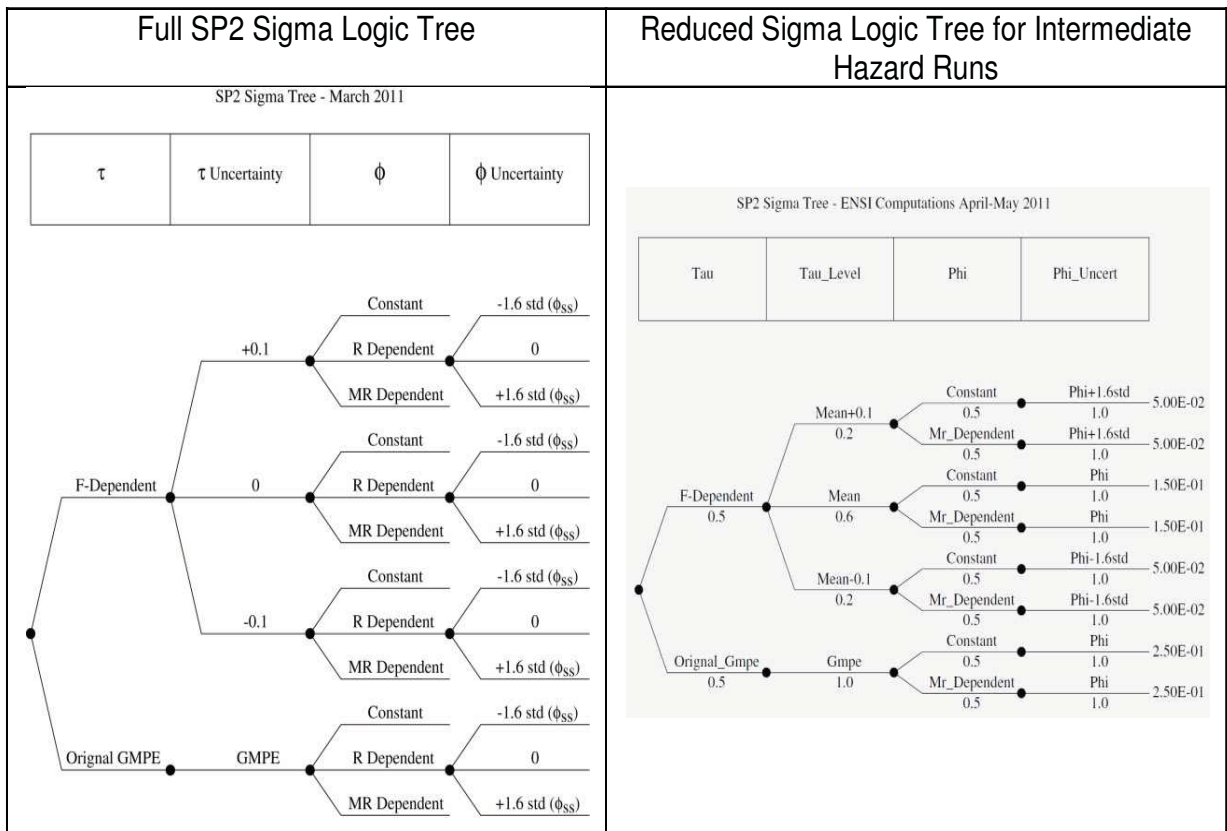 Full SP2 Sigma Logic Tree
Reduced Sigma Logic Tree for Intermediate
Hazard Runs
SP2 Sigma Tree - March 2011
τ
τ Uncertainty
ϕ
ϕ Uncertainty
F-Dependent
+0.1
Constant
R Dependent
MR Dependent
-1.6 std (ϕSS)
0
+1.6 std (ϕSS)
0
Constant
R Dependent
MR Dependent
-1.6 std (ϕSS)
0
+1.6 std (ϕSS)
-0.1
Constant
R Dependent
MR Dependent
-1.6 std (ϕSS)
0
+1.6 std (ϕSS)
Orignal GMPE
GMPE
Constant
R Dependent
MR Dependent
-1.6 std (ϕSS)
0
+1.6 std (ϕSS)
SP2 Sigma Tree - ENSI Computations April-May 2011
Tau
Tau_Level
Phi
Phi_Uncert
F-Dependent
0.5
Mean+0.1
0.2
Constant
0.5
Phi+1.6std
1.0
5.00E-02
Mr_Dependent
0.5
Phi+1.6std
1.0
5.00E-02
Mean
0.6
Constant
0.5
Phi
1.0
1.50E-01
Mr_Dependent
0.5
Phi
1.0
1.50E-01
Mean-0.1
0.2
Constant
0.5
Phi-1.6std
1.0
5.00E-02
Mr_Dependent
0.5
Phi-1.6std
1.0
5.00E-02
Orignal_Gmpe
0.5
Gmpe
1.0
Constant
0.5
Phi
1.0
2.50E-01
Mr_Dependent
0.5
Phi
1.0
2.50E-01